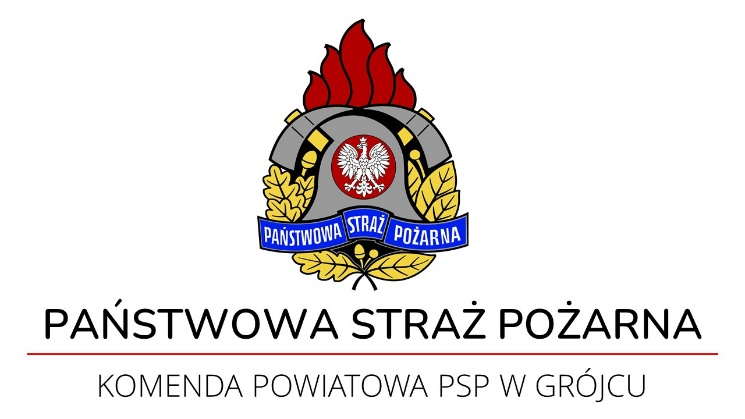 PAŃSTWOWA STRAŻ POŻARNA
PAŃSTWOWA STRAŻ POŻARNA
KOMENDA POWIATOWA PSP W GRÓJCU